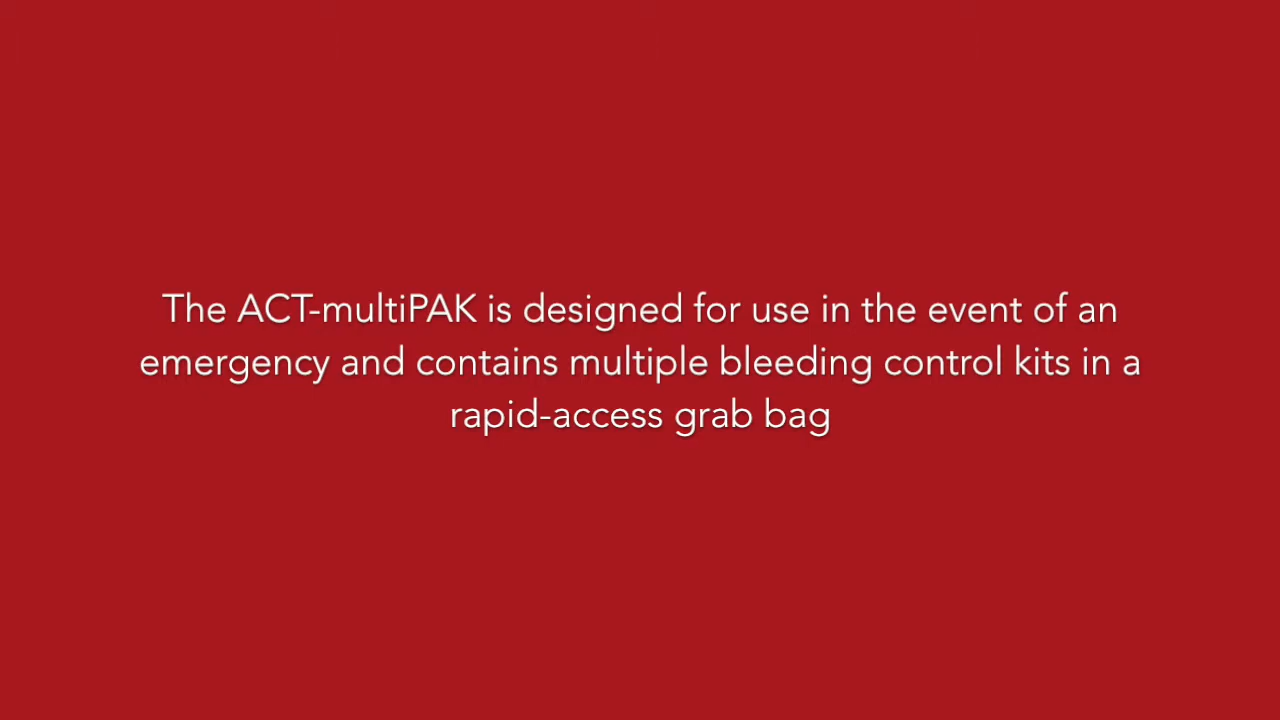 The ACT-multiPAK is designed for use in the event of an
emergency and contains multiple bleeding control kits in a
rapid-access grab bag